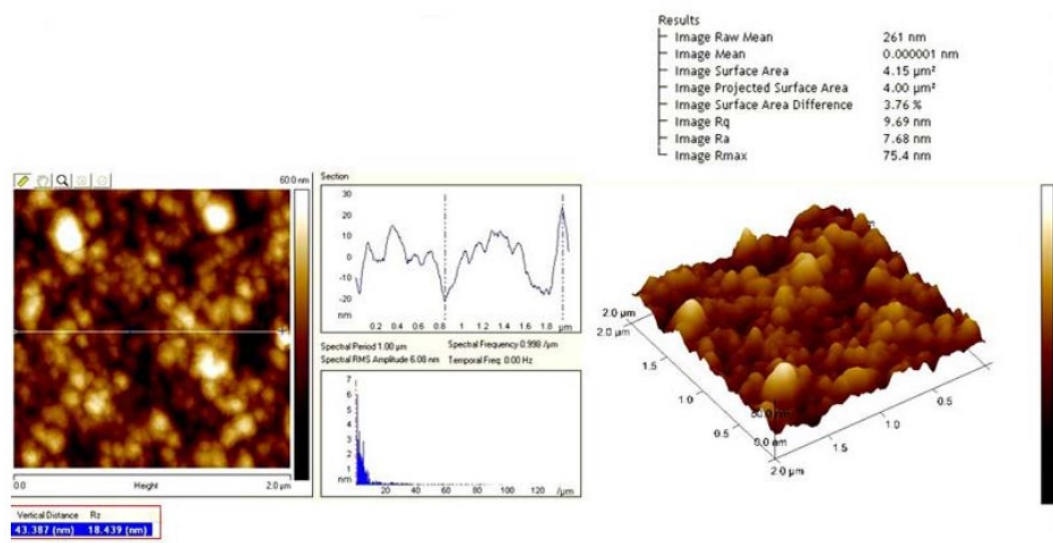 Results
Image Raw Mean 261 nm
Image Mean 0.000001 nm
Image Surface Area 4.15 µm²
Image Projected Surface Area 4.00 µm²
Image Surface Area Difference 3.76 %
Image Rq 9.69 nm
Image Ra 7.68 nm
Image Rmax 75.4 nm
60.0 nm
0.0 Height 2.0 µm
Vertical Distance Rz
43.387 (nm) 18.439 (nm)
Section
30
20
10
0
-10
-20
nm
0.2 0.4 0.6 0.8 1.2 1.4 1.6 1.8 µm
Spectral Period 1.00 µm Spectral Frequency 0.998 /µm
Spectral RMS Amplitude 6.08 nm Temporal Freq 0.00 Hz
7
6
5
4
3
2
1
nm
20 40 60 80 100 120 /µm
2.0 µm
2.0 µm
1.5
1.0
0.5
0.0 nm
2.0 µm
1.5
1.0
0.5